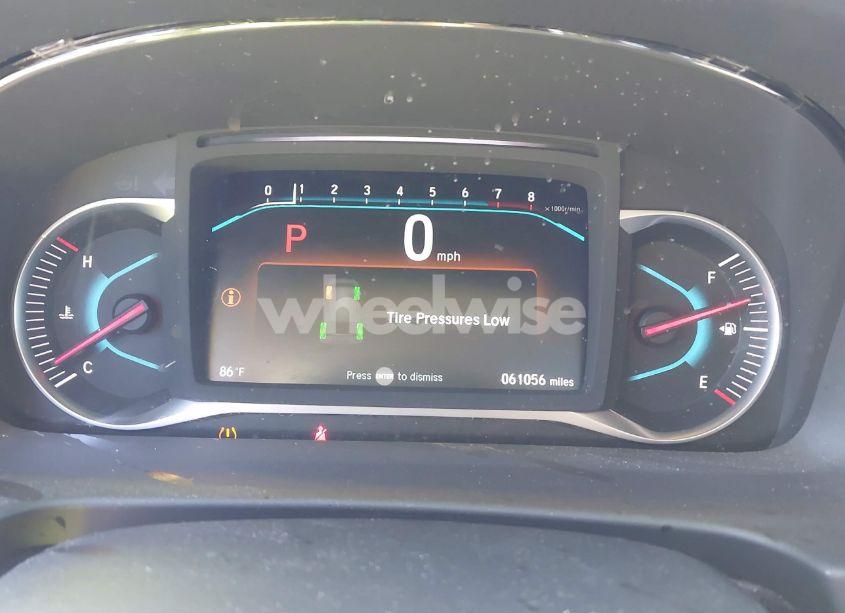 0 1 2 3 4 5 6 7 8
×1000r/min
P 0 mph
H
F
wheelwise
Tire Pressures Low
C
E
86°F
Press ENTER to dismiss
061056 miles